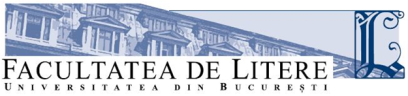 FACULTATEA DE LITERE
UNIVERSITATEA DIN BUCUREȘTI
L